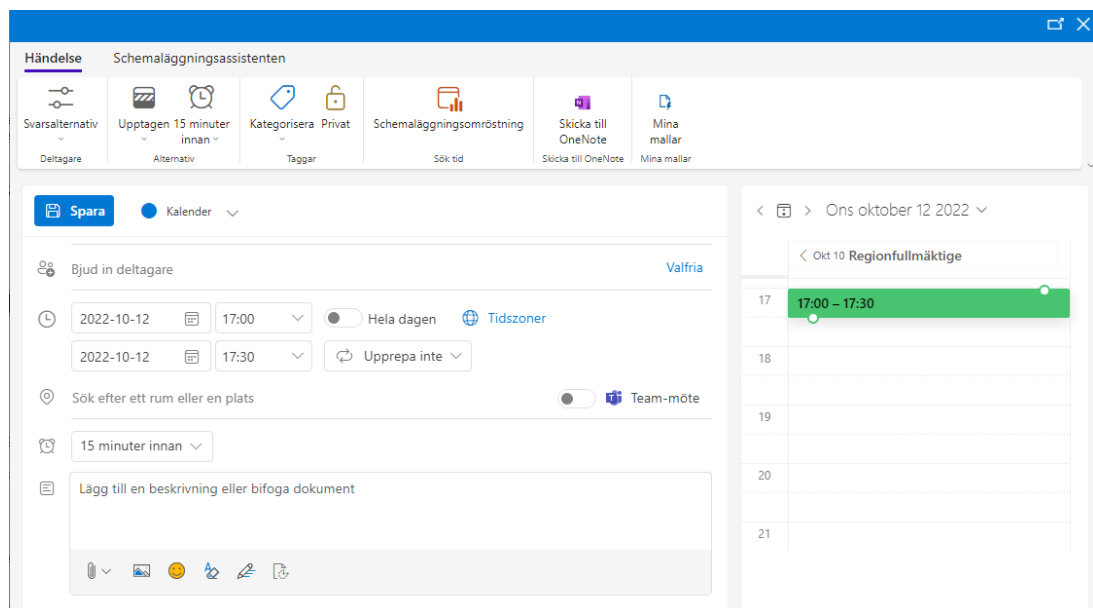 Händelse
Schemaläggningsassistenten
Svarsalternativ
Upptagen
15 minuter
innan
Kategorisera
Privat
Schemaläggningsomröstning
Skicka till
OneNote
Mina
mallar
Deltagare
Alternativ
Taggar
Sök tid
Skicka till OneNote
Mina mallar
Spara
Kalender
Bjud in deltagare
Valfria
2022-10-12
17:00
Hela dagen
Tidszoner
2022-10-12
17:30
Upprepa inte
Sök efter ett rum eller en plats
Team-möte
15 minuter innan
Lägg till en beskrivning eller bifoga dokument
Ons oktober 12 2022
Okt 10 Regionfullmäktige
17
17:00 – 17:30
18
19
20
21